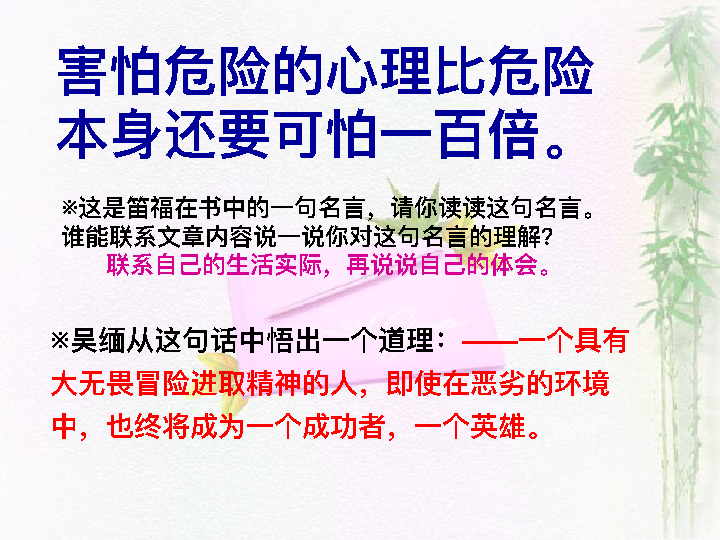 害怕危险的心理比危险
本身还要可怕一百倍。
※这是笛福在书中的一句名言，请你读读这句名言。
谁能联系文章内容说一说你对这句名言的理解?
联系自己的生活实际，再说说自己的体会。
※吴缅从这句话中悟出一个道理：——一个具有
大无畏冒险进取精神的人，即使在恶劣的环境
中，也终将成为一个成功者，一个英雄。